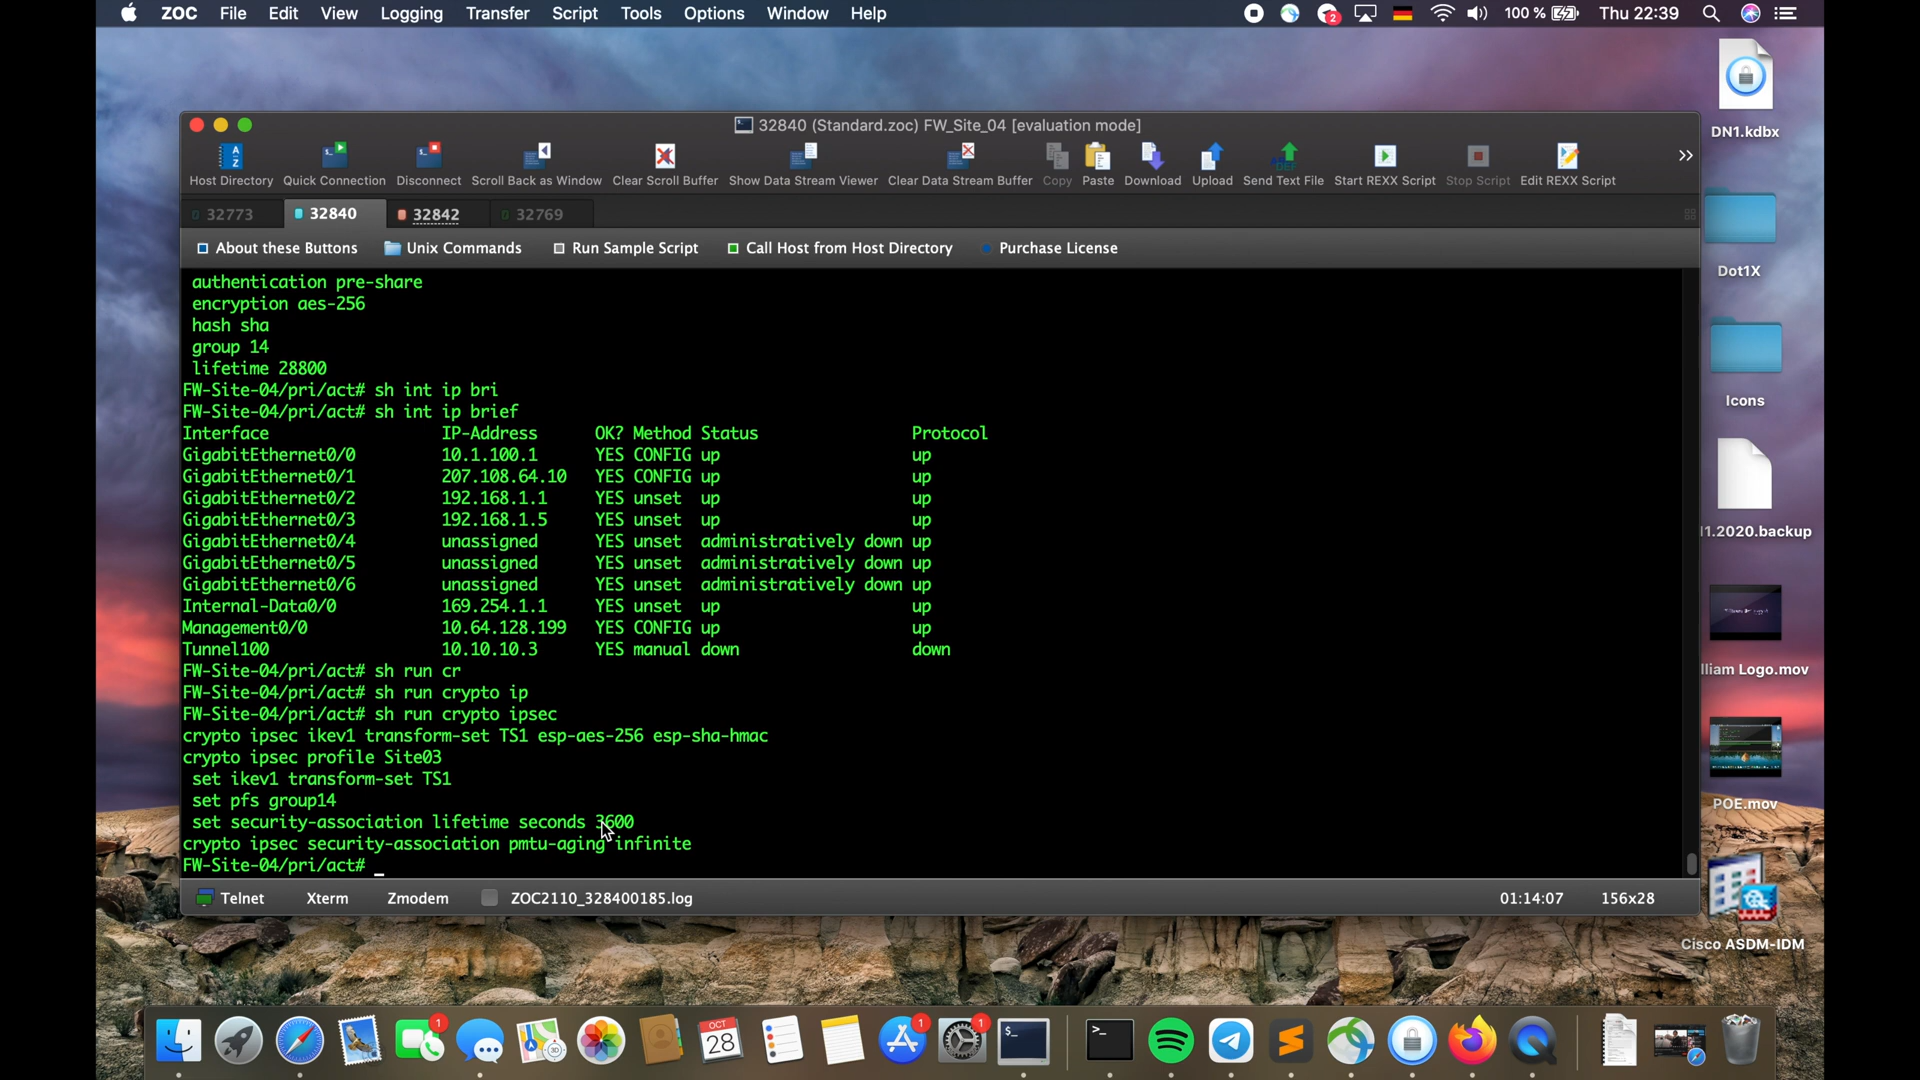 ZOC File Edit View Logging Transfer Script Tools Options Window Help 2 100 % Thu 22:39
32840 (Standard.zoc) FW_Site_04 [evaluation mode]
Host Directory Quick Connection Disconnect Scroll Back as Window Clear Scroll Buffer Show Data Stream Viewer Clear Data Stream Buffer Copy Paste Download Upload Send Text File Start REXX Script Stop Script Edit REXX Script
32773 32840 32842 32769
About these Buttons Unix Commands Run Sample Script Call Host from Host Directory Purchase License
authentication pre-share
encryption aes-256
hash sha
group 14
lifetime 28800
FW-Site-04/pri/act# sh int ip bri
FW-Site-04/pri/act# sh int ip brief
Interface IP-Address OK? Method Status Protocol
GigabitEthernet0/0 10.1.100.1 YES CONFIG up up
GigabitEthernet0/1 207.108.64.10 YES CONFIG up up
GigabitEthernet0/2 192.168.1.1 YES unset up up
GigabitEthernet0/3 192.168.1.5 YES unset up up
GigabitEthernet0/4 unassigned YES unset administratively down up
GigabitEthernet0/5 unassigned YES unset administratively down up
GigabitEthernet0/6 unassigned YES unset administratively down up
Internal-Data0/0 169.254.1.1 YES unset up up
Management0/0 10.64.128.199 YES CONFIG up up
Tunnel100 10.10.10.3 YES manual down down
FW-Site-04/pri/act# sh run cr
FW-Site-04/pri/act# sh run crypto ip
FW-Site-04/pri/act# sh run crypto ipsec
crypto ipsec ikev1 transform-set TS1 esp-aes-256 esp-sha-hmac
crypto ipsec profile Site03
set ikev1 transform-set TS1
set pfs group14
set security-association lifetime seconds 3600
crypto ipsec security-association pmtu-aging infinite
FW-Site-04/pri/act# _
Telnet Xterm Zmodem ZOC2110_328400185.log 01:14:07 156x28
DN1.kdbx
Dot1X
Icons
11.2020.backup
lliam Logo.mov
POE.mov
Cisco ASDM-IDM
1
OCT
28
1
1